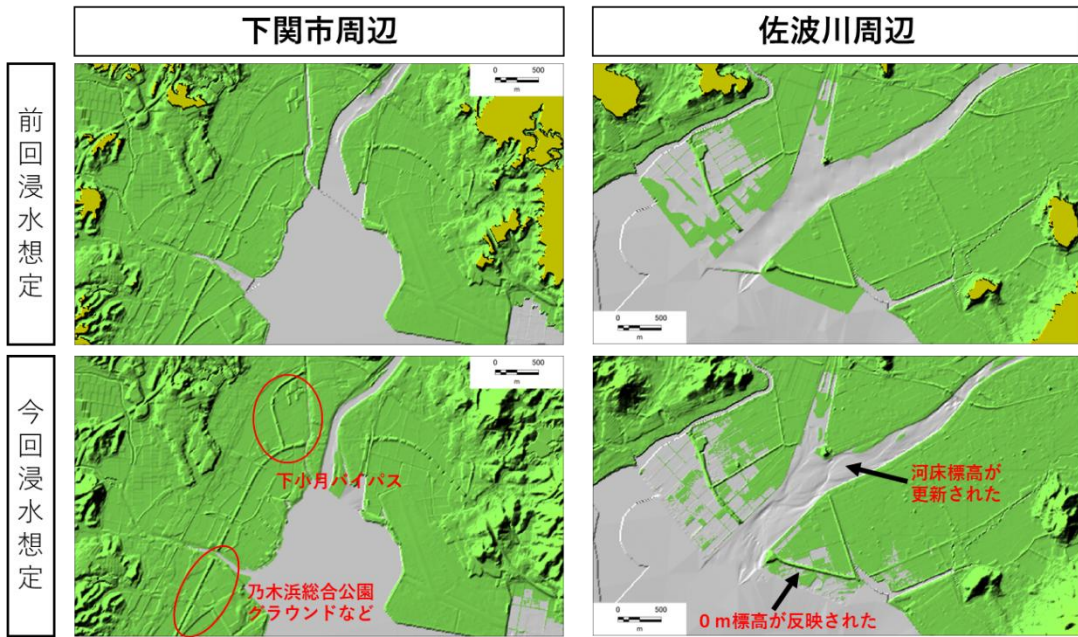 下関市周辺
佐波川周辺
前回浸水想定
0 500
m
0 500
m
今回浸水想定
0 500
m
下小月バイパス
乃木浜総合公園
グラウンドなど
河床標高が
更新された
０ｍ標高が反映された
0 500
m